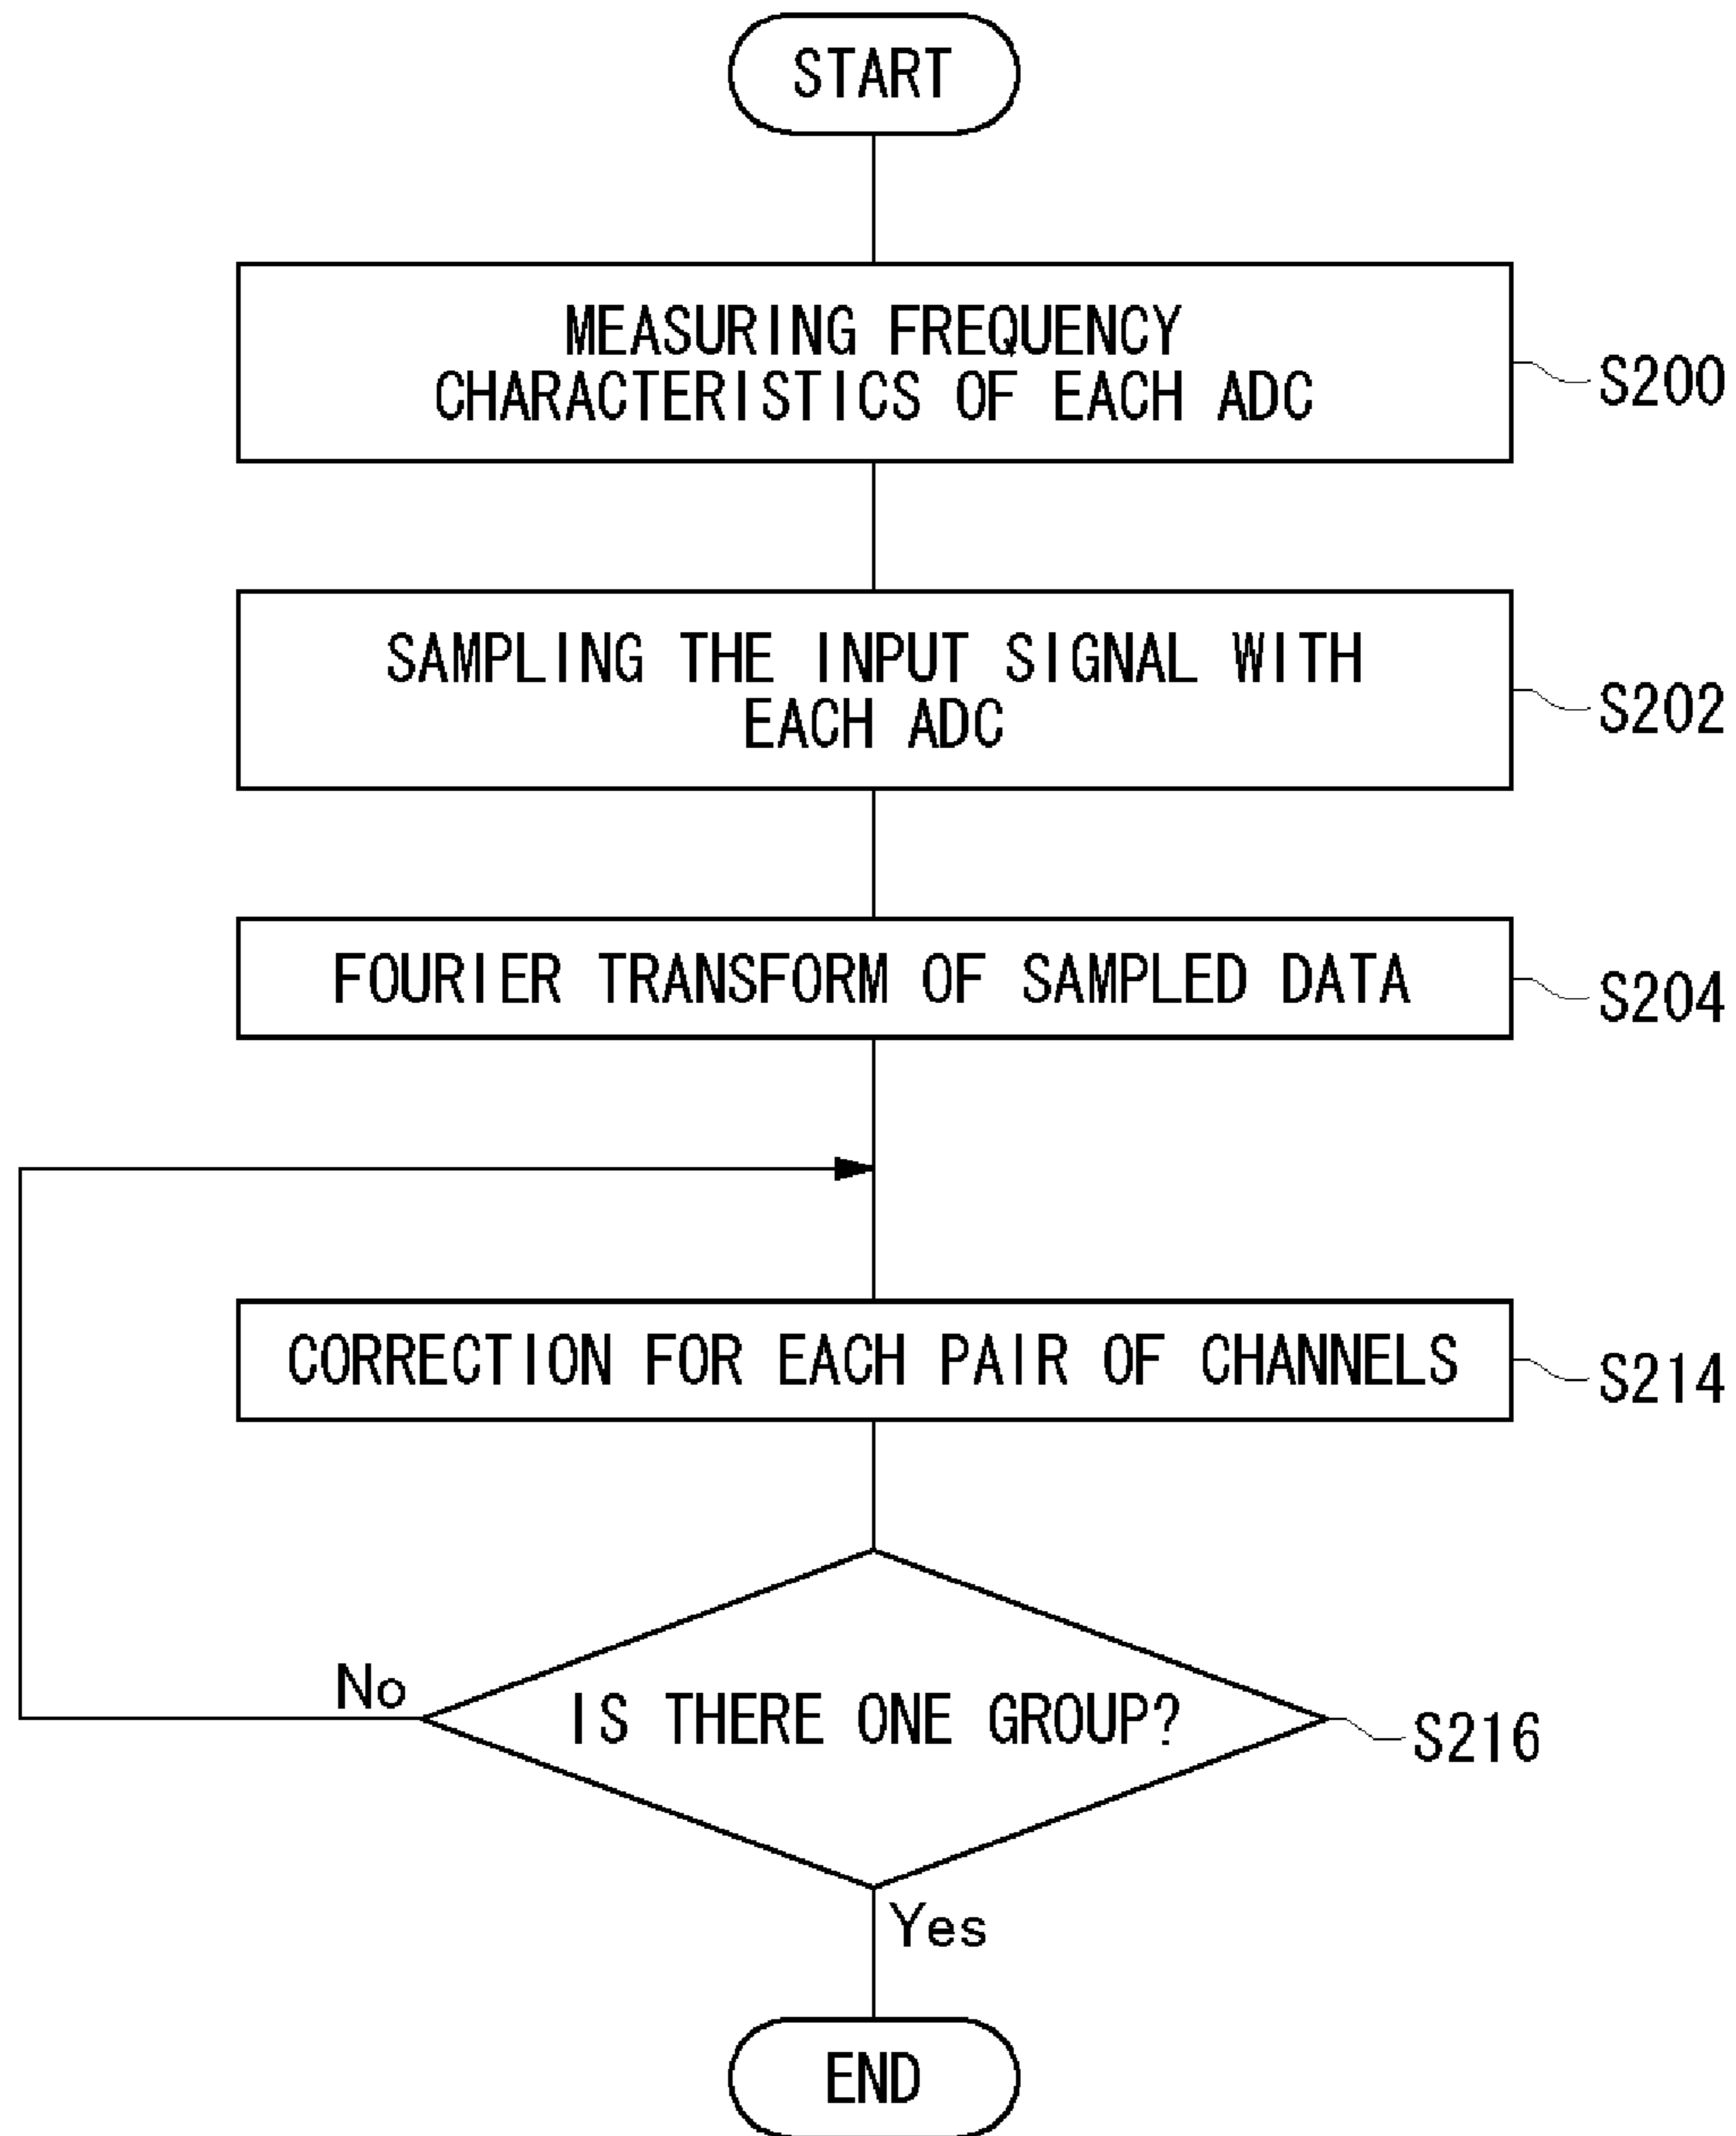 START
MEASURING FREQUENCY
CHARACTERISTICS OF EACH ADC
S200
SAMPLING THE INPUT SIGNAL WITH
EACH ADC
S202
FOURIER TRANSFORM OF SAMPLED DATA
S204
CORRECTION FOR EACH PAIR OF CHANNELS
S214
No
IS THERE ONE GROUP?
S216
Yes
END